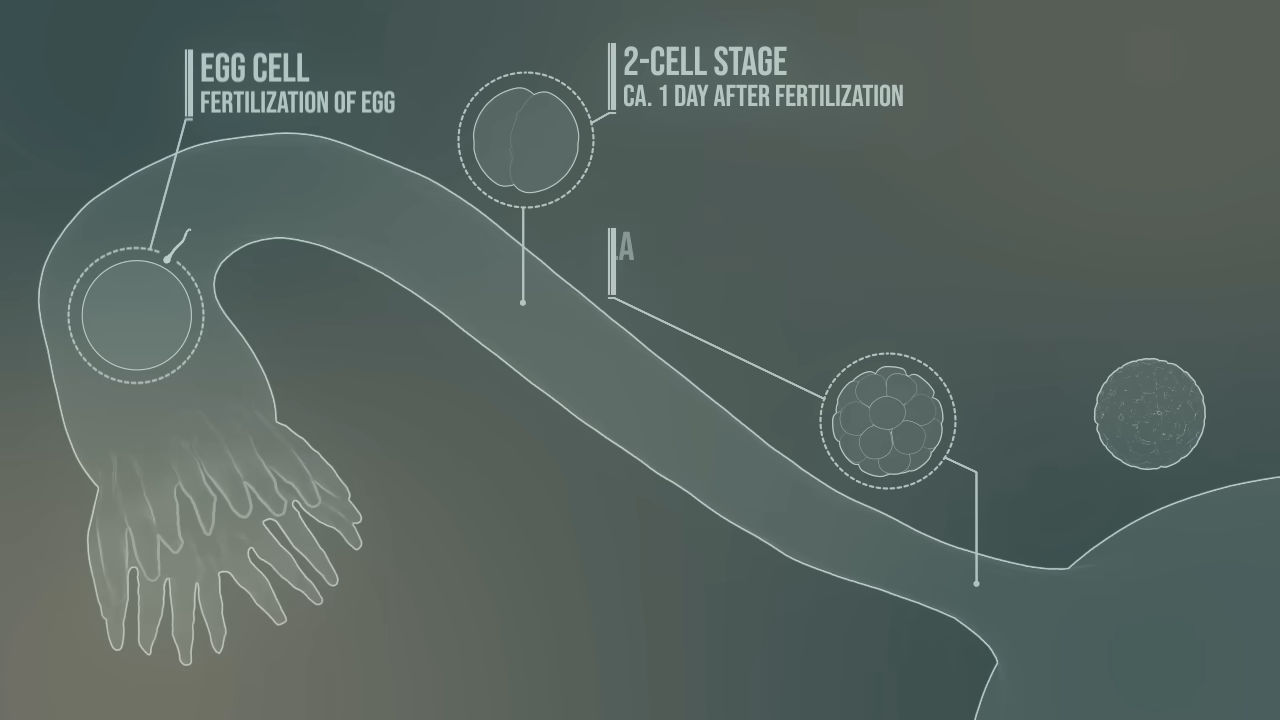 EGG CELL
FERTILIZATION OF EGG
2-CELL STAGE
CA. 1 DAY AFTER FERTILIZATION